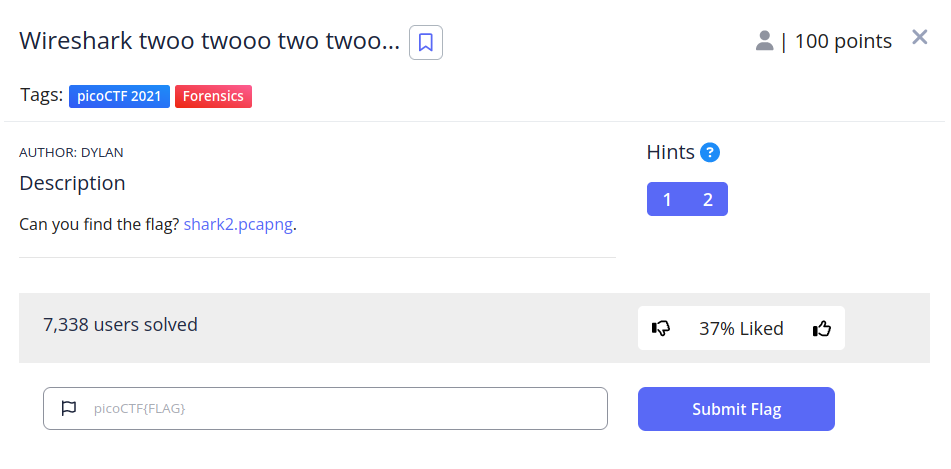 Wireshark twoo twooo two twoo...
| 100 points
Tags: picoCTF 2021 Forensics
AUTHOR: DYLAN
Hints ?
Description
1 2
Can you find the flag? shark2.pcapng.
7,338 users solved
37% Liked
picoCTF{FLAG}
Submit Flag